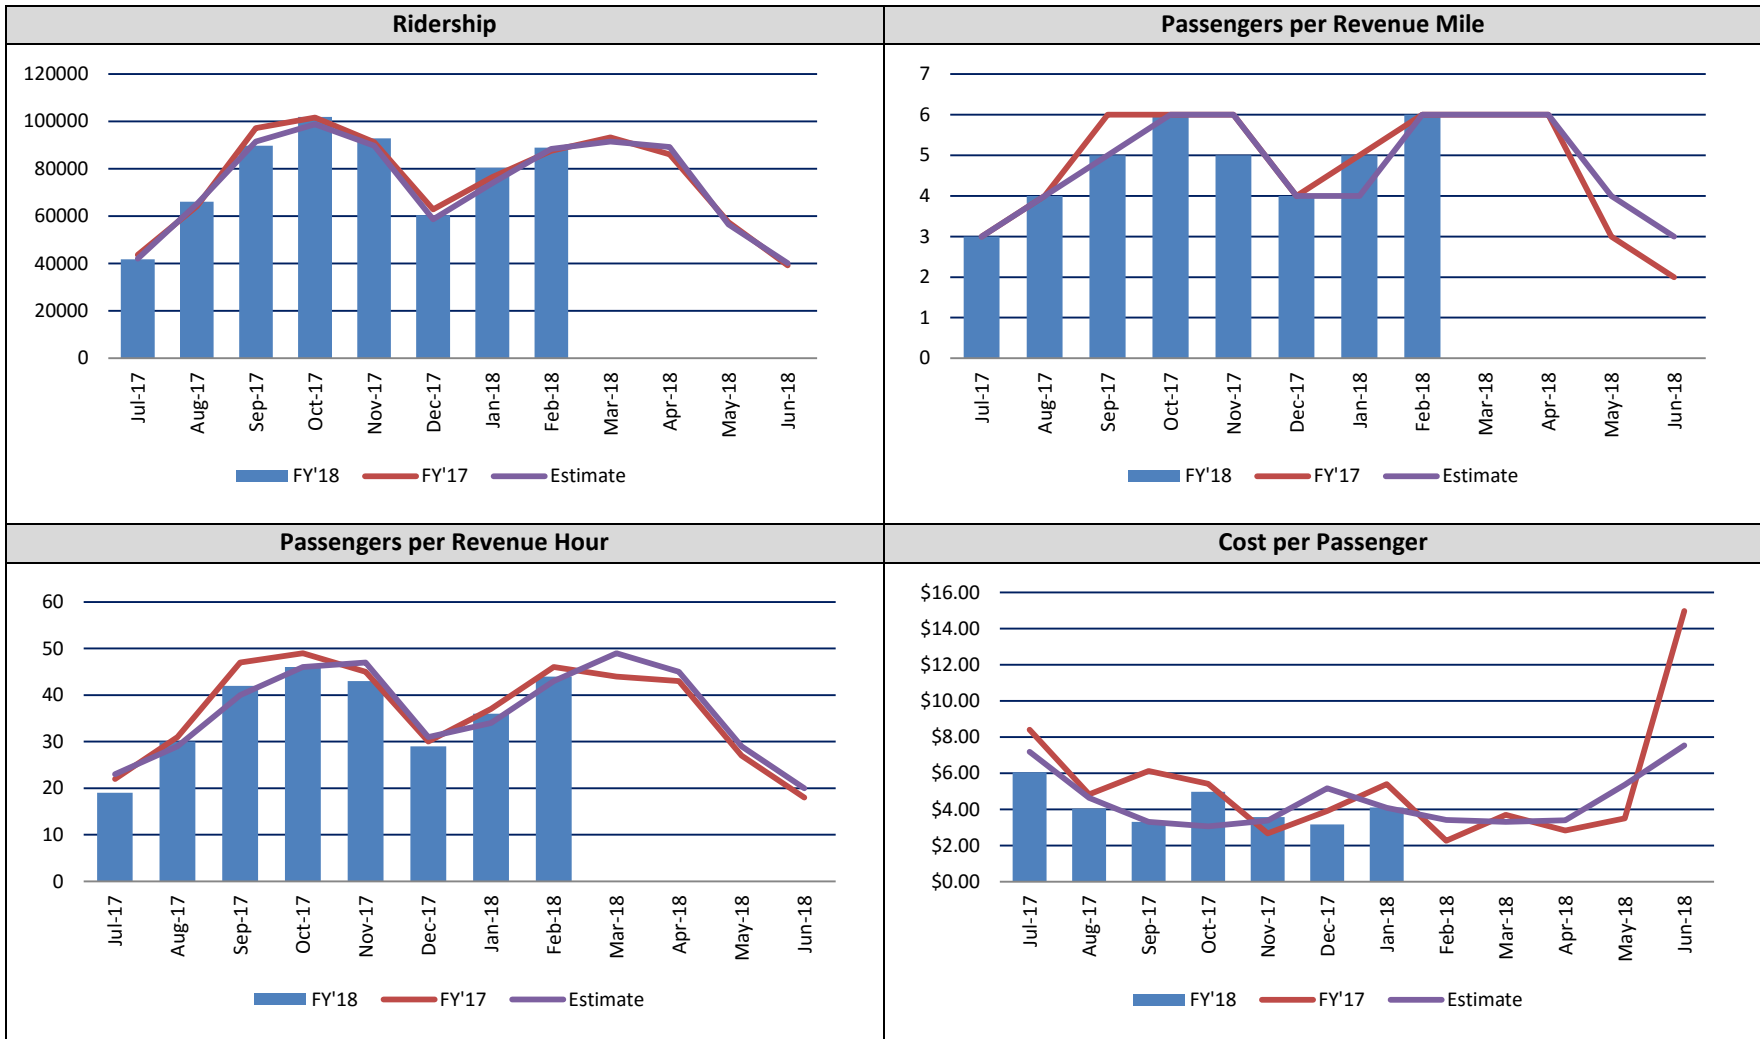 Ridership
120000
100000
80000
60000
40000
20000
0
Jul-17
Aug-17
Sep-17
Oct-17
Nov-17
Dec-17
Jan-18
Feb-18
Mar-18
Apr-18
May-18
Jun-18
FY'18 FY'17 Estimate
Passengers per Revenue Mile
7
6
5
4
3
2
1
0
Jul-17
Aug-17
Sep-17
Oct-17
Nov-17
Dec-17
Jan-18
Feb-18
Mar-18
Apr-18
May-18
Jun-18
FY'18 FY'17 Estimate
Passengers per Revenue Hour
60
50
40
30
20
10
0
Jul-17
Aug-17
Sep-17
Oct-17
Nov-17
Dec-17
Jan-18
Feb-18
Mar-18
Apr-18
May-18
Jun-18
FY'18 FY'17 Estimate
Cost per Passenger
$16.00
$14.00
$12.00
$10.00
$8.00
$6.00
$4.00
$2.00
$0.00
Jul-17
Aug-17
Sep-17
Oct-17
Nov-17
Dec-17
Jan-18
Feb-18
Mar-18
Apr-18
May-18
Jun-18
FY'18 FY'17 Estimate